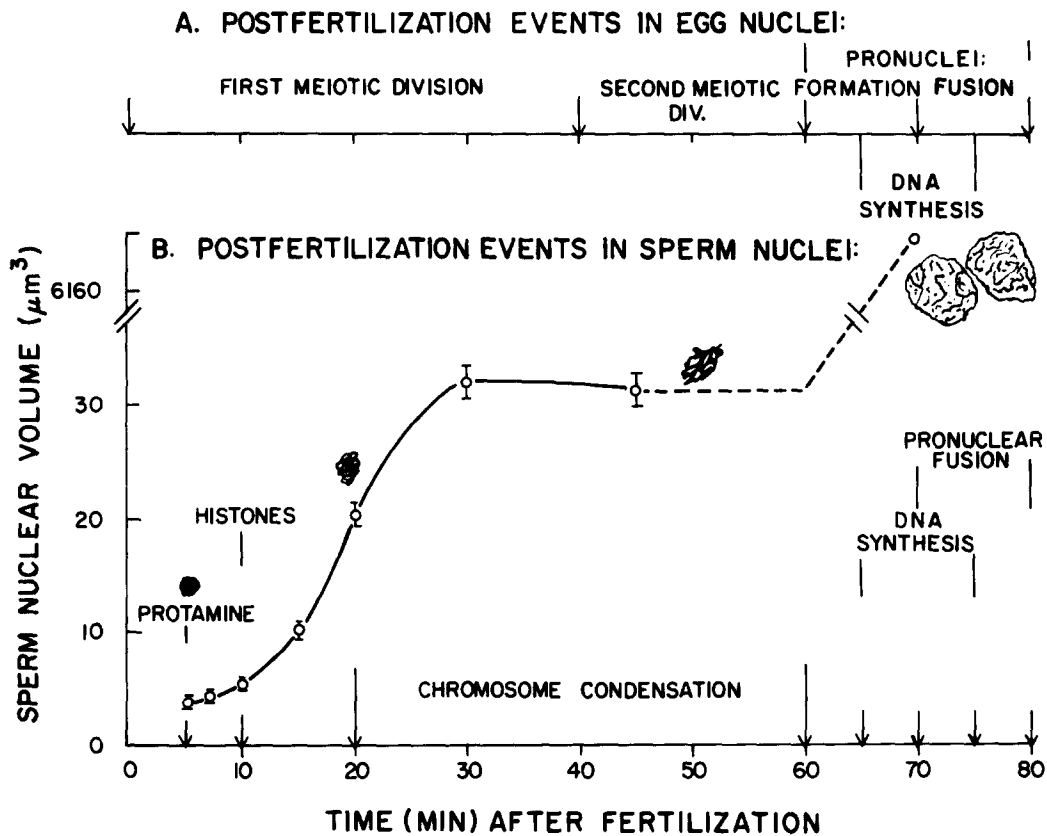 A. POSTFERTILIZATION EVENTS IN EGG NUCLEI:
PRONUCLEI:
FIRST MEIOTIC DIVISION
SECOND MEIOTIC FORMATION FUSION
DIV.
DNA
SYNTHESIS
B. POSTFERTILIZATION EVENTS IN SPERM NUCLEI:
SPERM NUCLEAR VOLUME (μm³)
6160
30
20
10
0
PRONUCLEAR
FUSION
HISTONES
DNA
SYNTHESIS
PROTAMINE
CHROMOSOME CONDENSATION
0 10 20 30 40 50 60 70 80
TIME (MIN) AFTER FERTILIZATION